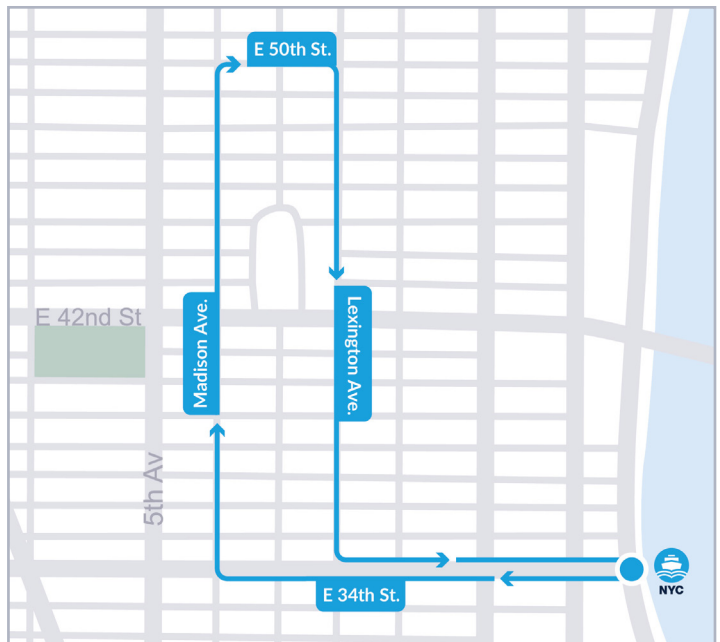 E 50th St.
E 42nd St
Madison Ave.
Lexington Ave.
5th Av
NYC
E 34th St.